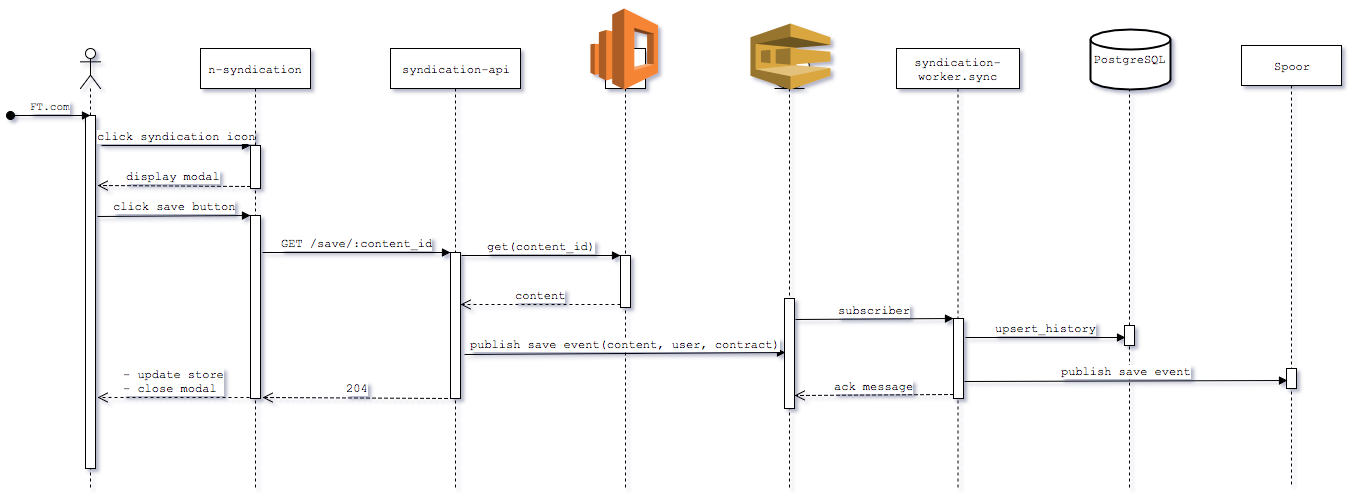 n-syndication
syndication-api
syndication-
worker.sync
PostgreSQL
Spoor
FT.com
click syndication icon
display modal
click save button
GET /save/:content_id
get(content_id)
content
subscriber
upsert_history
publish save event(content, user, contract)
publish save event
- update store
- close modal
204
ack message